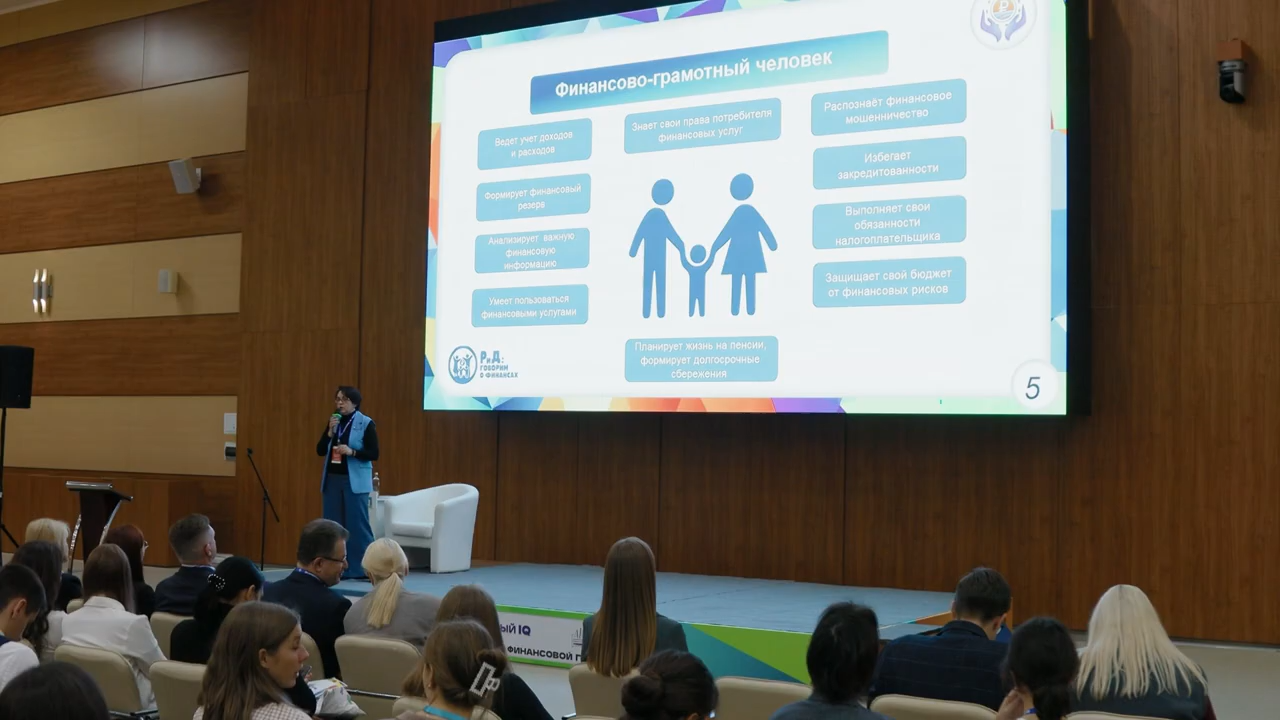 Финансово-грамотный человек
Ведет учет доходов
и расходов
Формирует финансовый
резерв
Анализирует важную
финансовую
информацию
Умеет пользоваться
финансовыми услугами
Знает свои права потребителя
финансовых услуг
Распознаёт финансовое
мошенничество
Избегает
закредитованности
Выполняет свои
обязанности
налогоплательщика
Защищает свой бюджет
от финансовых рисков
Планирует жизнь на пенсии,
формирует долгосрочные
сбережения
РиД:
ГОВОРИМ
О ФИНАНСАХ
5
ЫЙ IQ
ФИНАНСОВОЙ Г